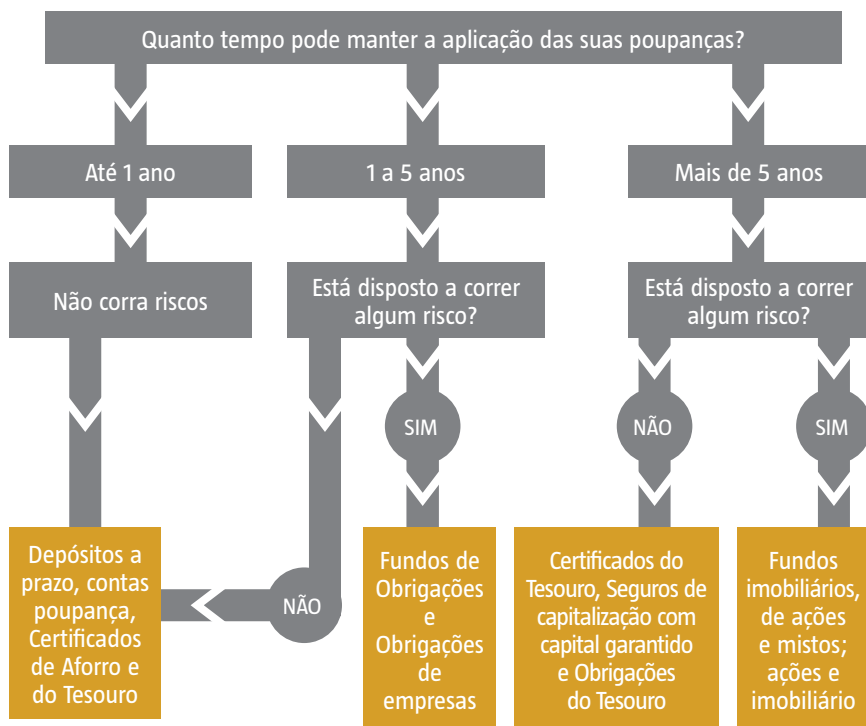 Quanto tempo pode manter a aplicação das suas poupanças?
Até 1 ano
1 a 5 anos
Mais de 5 anos
Não corra riscos
Está disposto a correr
algum risco?
Está disposto a correr
algum risco?
SIM
NÃO
SIM
NÃO
Depósitos a
prazo, contas
poupança,
Certificados
de Aforro e
do Tesouro
Fundos de
Obrigações
e
Obrigações
de
empresas
Certificados do
Tesouro, Seguros de
capitalização com
capital garantido
e Obrigações
do Tesouro
Fundos
imobiliários,
de ações
e mistos;
ações e
imobiliário